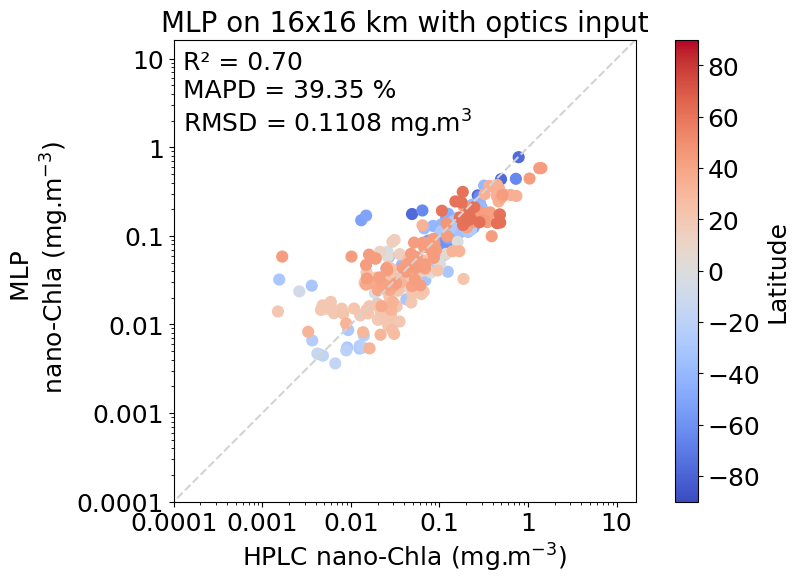 MLP on 16x16 km with optics input
R² = 0.70
MAPD = 39.35 %
RMSD = 0.1108 mg.m³
10
1
0.1
0.01
0.001
0.0001
MLP
nano-Chla (mg.m⁻³)
0.0001 0.001 0.01 0.1 1 10
HPLC nano-Chla (mg.m⁻³)
80
60
40
20
0
−20
−40
−60
−80
Latitude